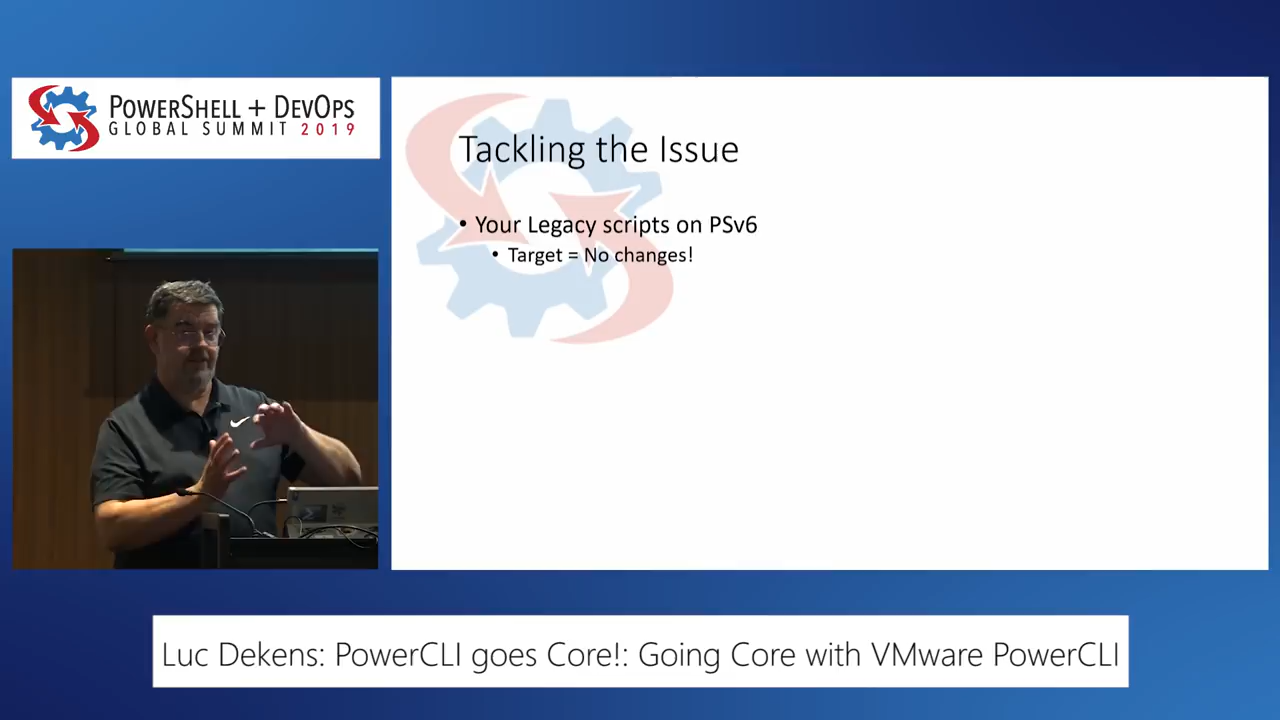 POWERSHELL + DEVOPS
GLOBAL SUMMIT 2019
Tackling the Issue
• Your Legacy scripts on PSv6
• Target = No changes!
Luc Dekens: PowerCLI goes Core!: Going Core with VMware PowerCLI